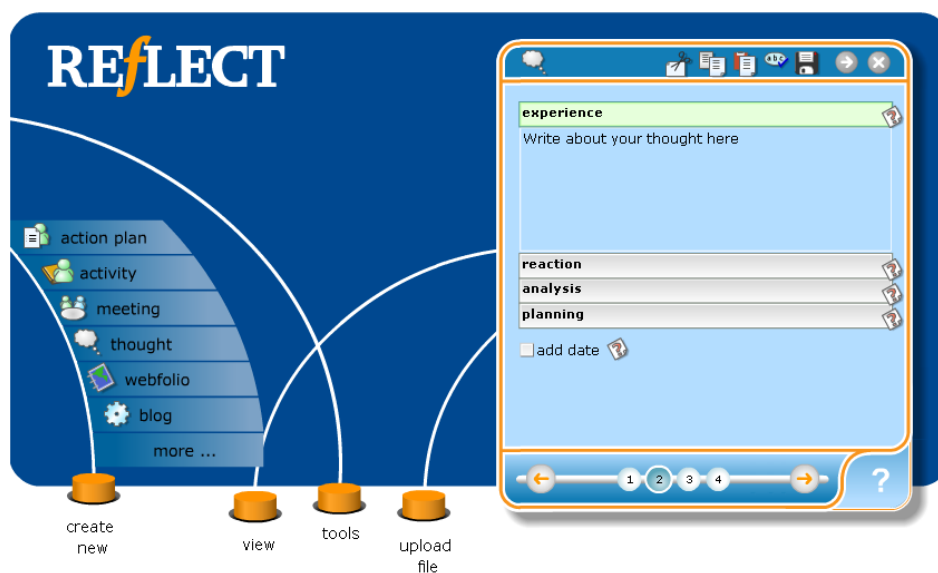 REfLECT
action plan
activity
meeting
thought
webfolio
blog
more ...
create
new
view
tools
upload
file
abc
experience
Write about your thought here
reaction
analysis
planning
add date
1 2 3 4
?